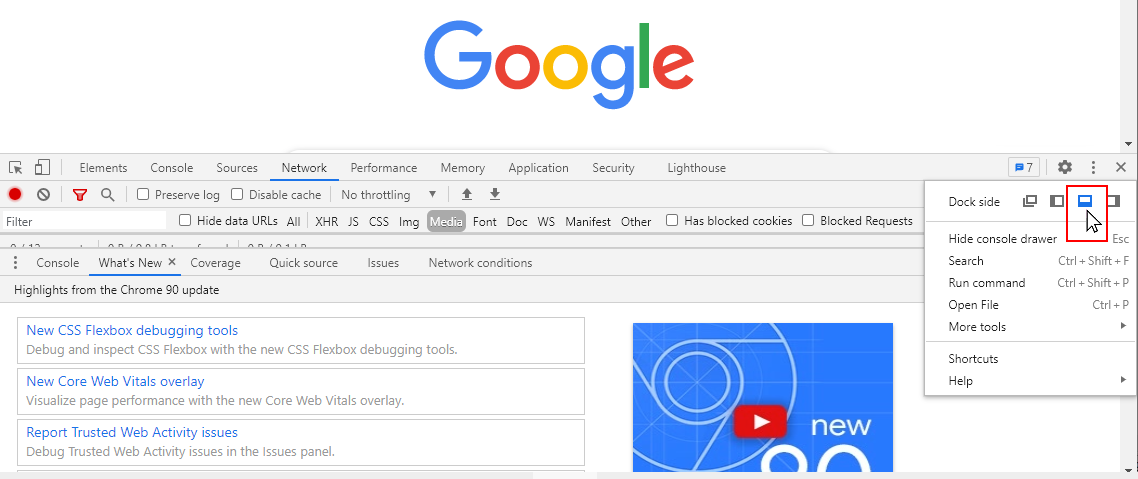 Google
Elements Console Sources Network Performance Memory Application Security Lighthouse 7
Preserve log Disable cache No throttling
Dock side
Filter Hide data URLs All XHR JS CSS Img Media Font Doc WS Manifest Other Has blocked cookies Blocked Requests
Hide console drawer Esc
Search Ctrl + Shift + F
Run command Ctrl + Shift + P
Open File Ctrl + P
More tools
Shortcuts
Help
Console What's New Coverage Quick source Issues Network conditions
Highlights from the Chrome 90 update
New CSS Flexbox debugging tools
Debug and inspect CSS Flexbox with the new CSS Flexbox debugging tools.
New Core Web Vitals overlay
Visualize page performance with the new Core Web Vitals overlay.
Report Trusted Web Activity issues
Debug Trusted Web Activity issues in the Issues panel.
new
90